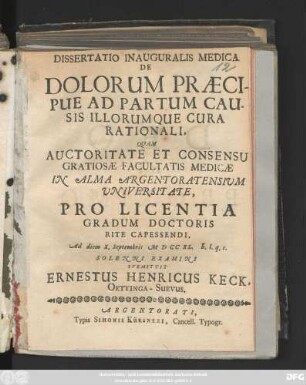 DISSERTATIO INAUGURALIS MEDICA
DE
DOLORUM PRÆCI-
PUE AD PARTUM CAU-
SIS ILLORUMQUE CURA
RATIONALI,
QUAM
AUCTORITATE ET CONSENSU
GRATIOSÆ FACULTATIS MEDICÆ
IN ALMA ARGENTORATENSIUM
UNIVERSITATE,
PRO LICENTIA
GRADUM DOCTORIS
RITE CAPESSENDI,
Ad diem X. Septembris M D CC XL. h. l. q. c.
SOLENNI EXAMINI
SUBMITTIT
ERNESTUS HENRICUS KECK,
OETTINGA-SUEVUS,
ARGENTORATI,
Typis SIMONIS KÜRSNERI, Cancell. Typogr.